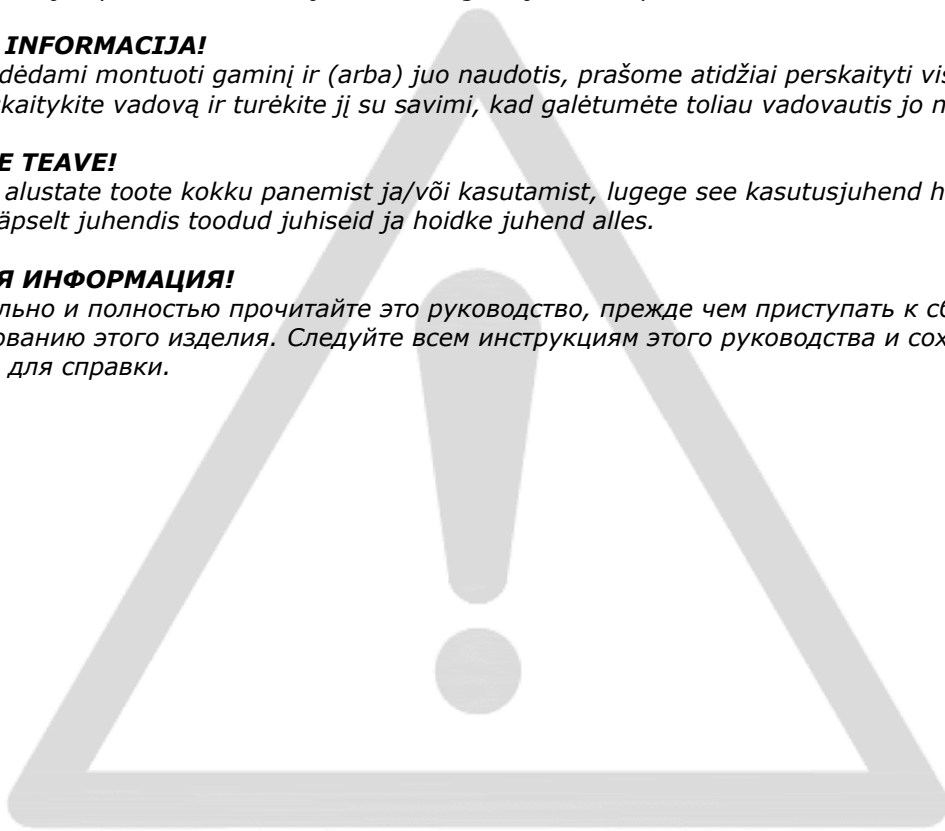 INFORMACIJA!
dėdami montuoti gaminį ir (arba) juo naudotis, prašome atidžiai perskaityti vis
kaitykite vadovą ir turėkite jį su savimi, kad galėtumėte toliau vadovautis jo n
E TEAVE!
alustate toote kokku panemist ja/või kasutamist, lugege see kasutusjuhend h
äpselt juhendis toodud juhiseid ja hoidke juhend alles.
Я ИНФОРМАЦИЯ!
льно и полностью прочитайте это руководство, прежде чем приступать к сб
ованию этого изделия. Следуйте всем инструкциям этого руководства и сох
для справки.